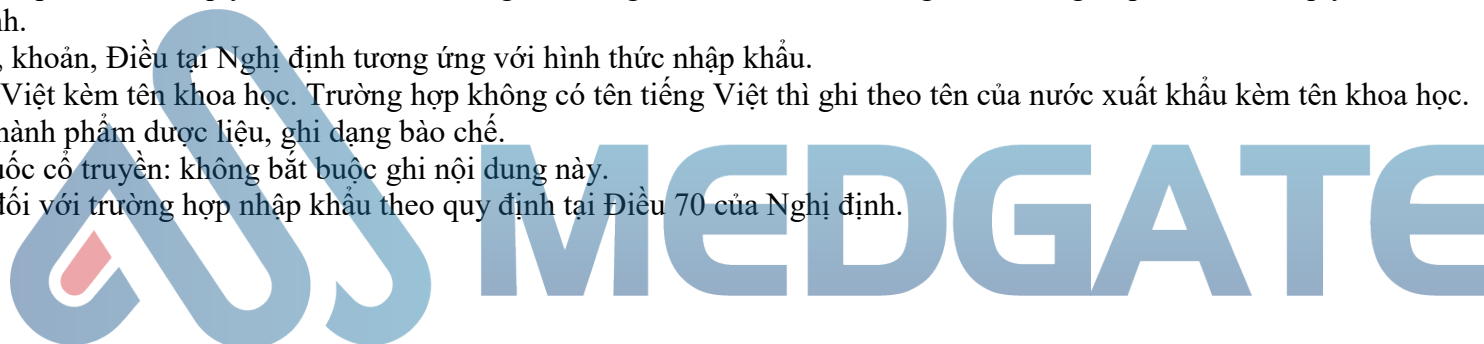 nh.
, khoản, Điều tại Nghị định tương ứng với hình thức nhập khẩu.
Việt kèm tên khoa học. Trường hợp không có tên tiếng Việt thì ghi theo tên của nước xuất khẩu kèm tên khoa học.
hành phẩm dược liệu, ghi dạng bào chế.
uốc cổ truyền: không bắt buộc ghi nội dung này.
đối với trường hợp nhập khẩu theo quy định tại Điều 70 của Nghị định.
MEDGATE